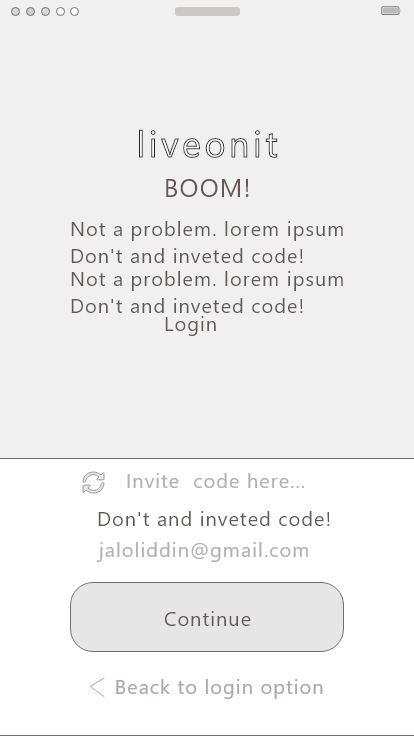 liveonit
BOOM!
Not a problem. lorem ipsum
Don't and inveted code!
Not a problem. lorem ipsum
Don't and inveted code!
Login
Invite code here...
Don't and inveted code!
jaloliddin@gmail.com
Continue
Beack to login option